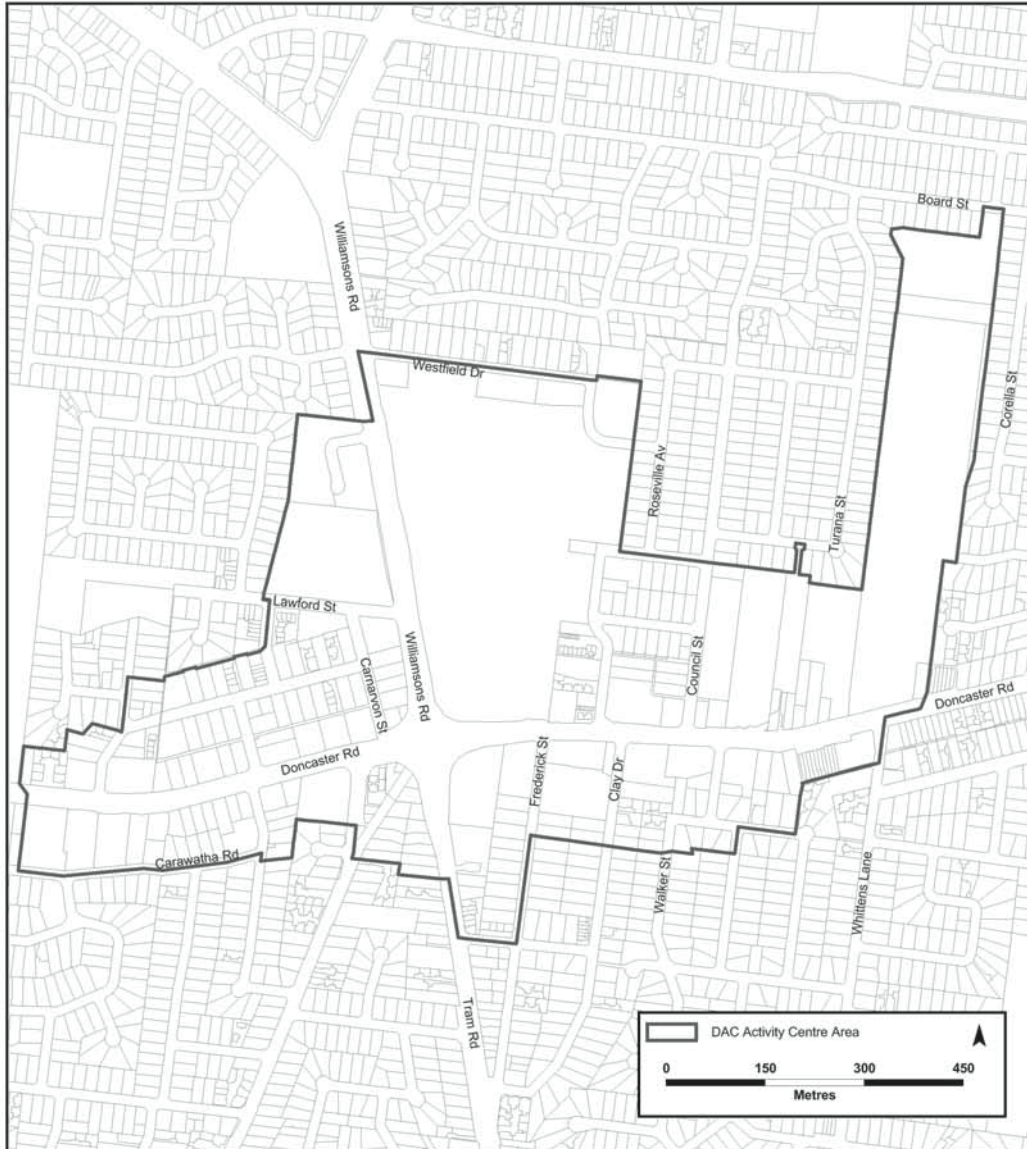 Board St
Williamsons Rd
Westfield Dr
Corella St
Roseville Av
Turana St
Lawford St
Williamsons Rd
Carnarvon St
Council St
Doncaster Rd
Doncaster Rd
Frederick St
Clay Dr
Carawatha Rd
Walker St
Whittens Lane
Tram Rd
DAC Activity Centre Area
0 150 300 450
Metres